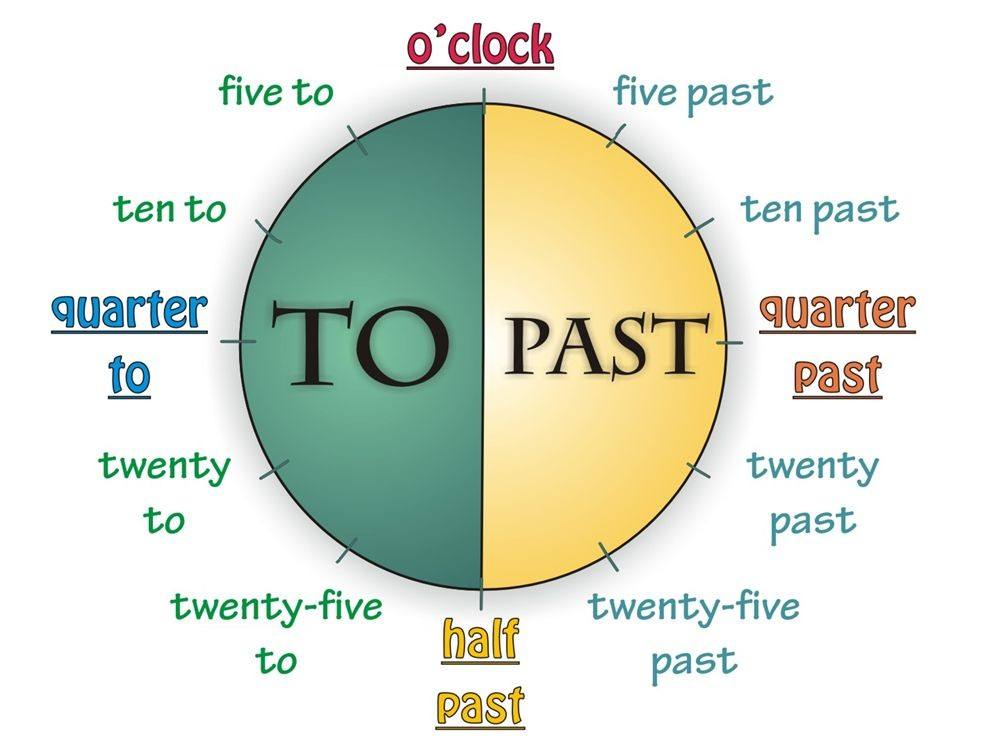 o'clock
five past
ten past
quarter
past
twenty
past
twenty-five
past
half
past
twenty-five
to
twenty
to
quarter
to
ten to
five to
TO
PAST